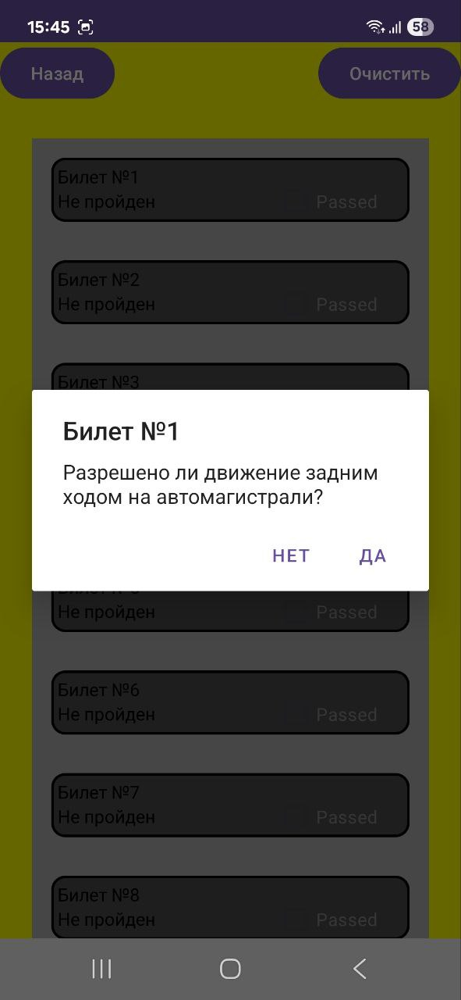 15:45
58
Назад
Очистить
Билет №1
Не пройден
Passed
Билет №2
Не пройден
Passed
Билет №3
Билет №1
Разрешено ли движение задним
ходом на автомагистрали?
НЕТ
ДА
Не пройден
Passed
Билет №6
Не пройден
Passed
Билет №7
Не пройден
Passed
Билет №8
Не пройден
Passed